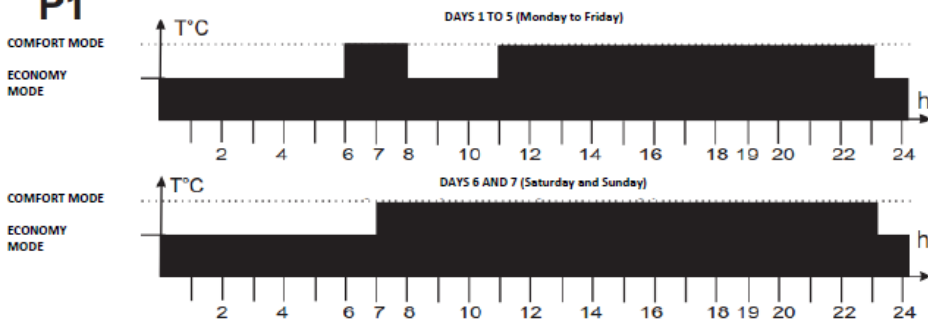 P1
DAYS 1 TO 5 (Monday to Friday)
T°C
COMFORT MODE
ECONOMY
MODE
h
2 4 6 7 8 10 12 14 16 18 19 20 22 24
DAYS 6 AND 7 (Saturday and Sunday)
T°C
COMFORT MODE
ECONOMY
MODE
h
2 4 6 7 8 10 12 14 16 18 19 20 22 24